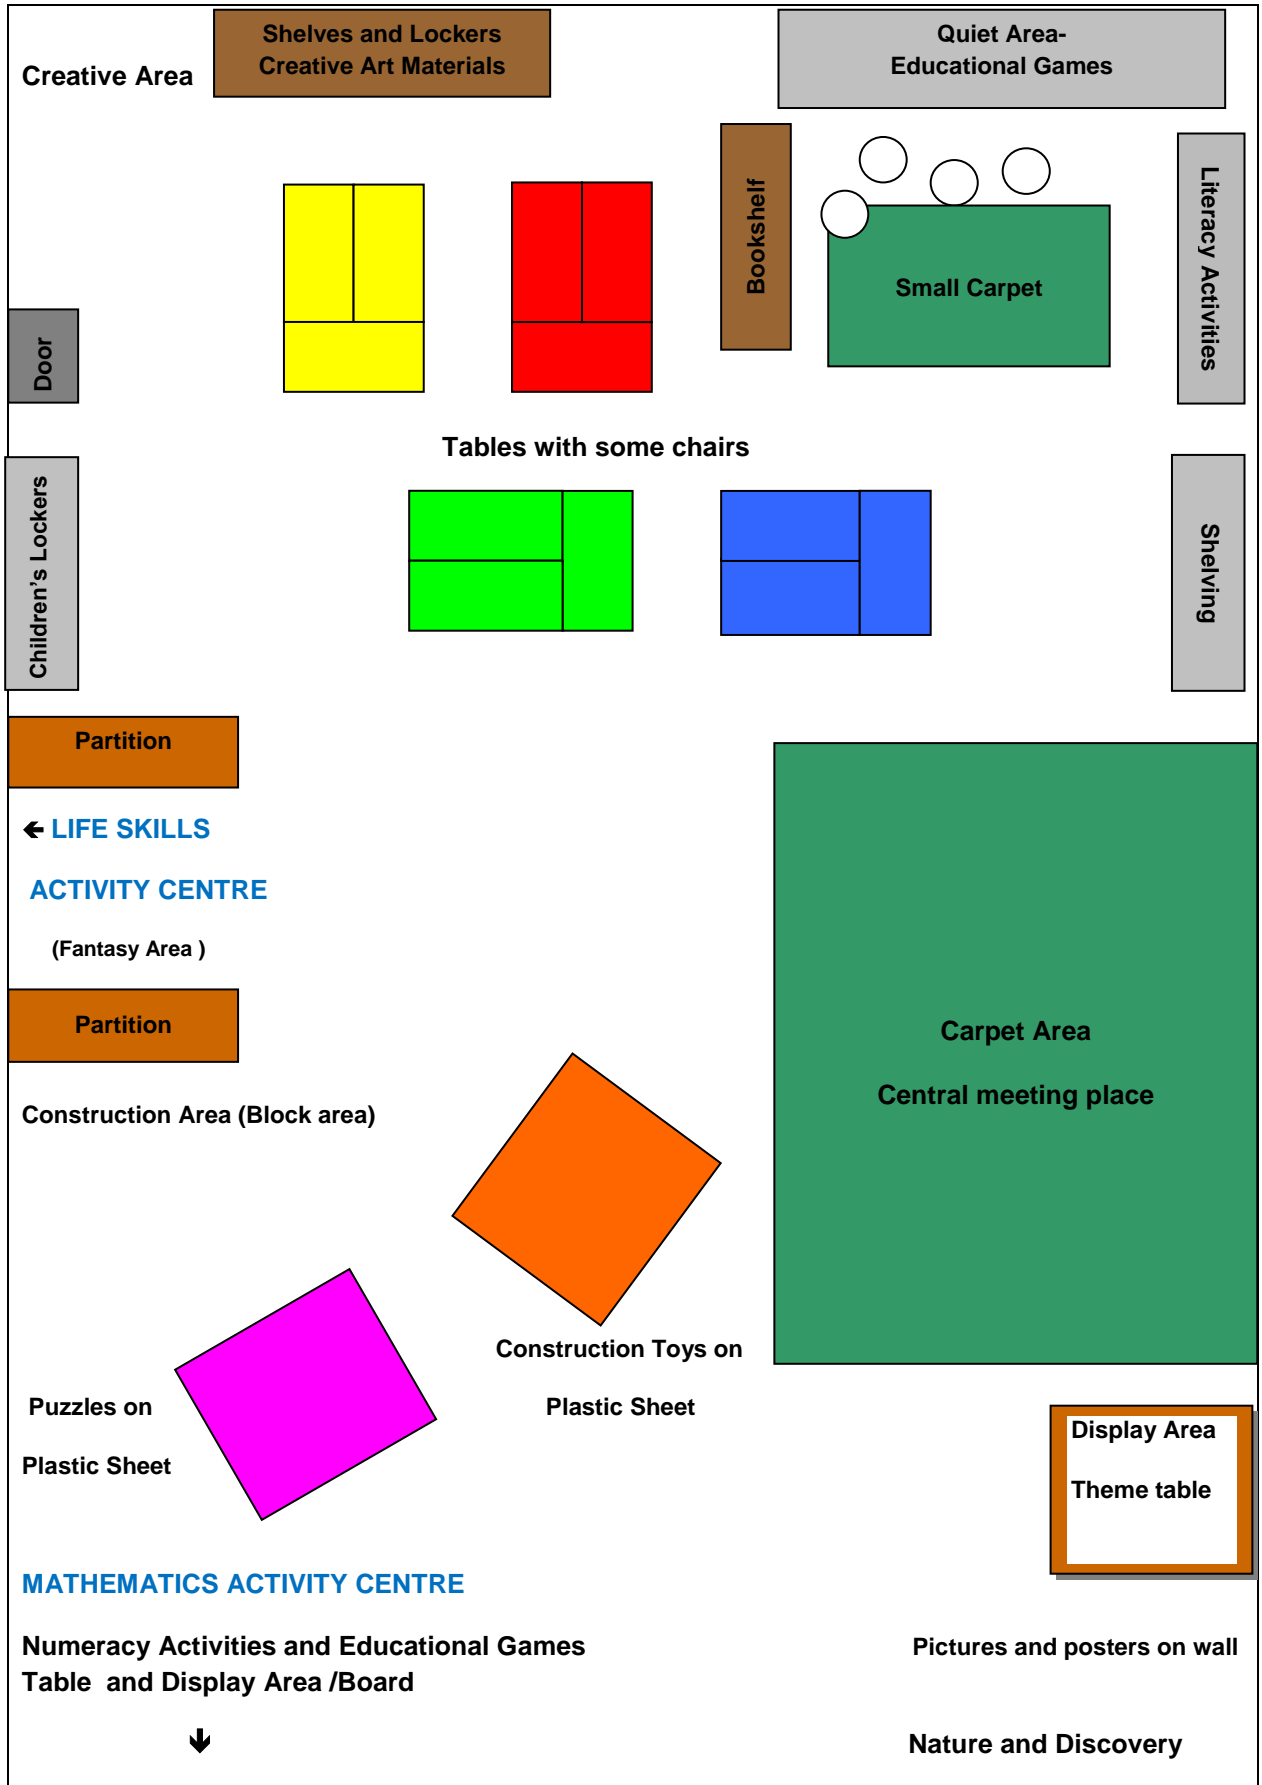 Shelves and Lockers
Creative Art Materials
Quiet Area-
Educational Games
Creative Area
Bookshelf
Small Carpet
Literacy Activities
Door
Tables with some chairs
Children's Lockers
Shelving
Partition
← LIFE SKILLS
ACTIVITY CENTRE
(Fantasy Area )
Partition
Carpet Area
Central meeting place
Construction Area (Block area)
Construction Toys on
Plastic Sheet
Puzzles on
Plastic Sheet
Display Area
Theme table
MATHEMATICS ACTIVITY CENTRE
Numeracy Activities and Educational Games
Table and Display Area /Board
↓
Pictures and posters on wall
Nature and Discovery